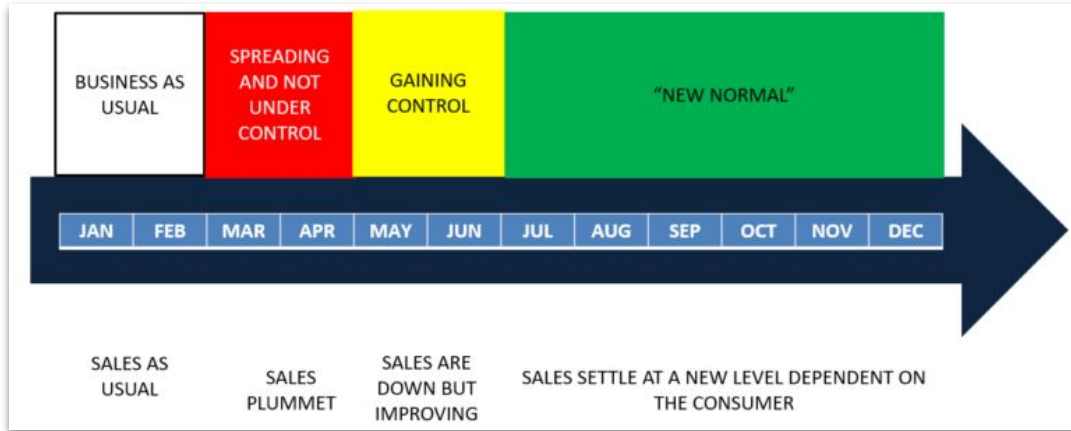 BUSINESS AS
USUAL
SPREADING
AND NOT
UNDER
CONTROL
GAINING
CONTROL
“NEW NORMAL”
JAN FEB MAR APR MAY JUN JUL AUG SEP OCT NOV DEC
SALES AS
USUAL
SALES
PLUMMET
SALES ARE
DOWN BUT
IMPROVING
SALES SETTLE AT A NEW LEVEL DEPENDENT ON
THE CONSUMER